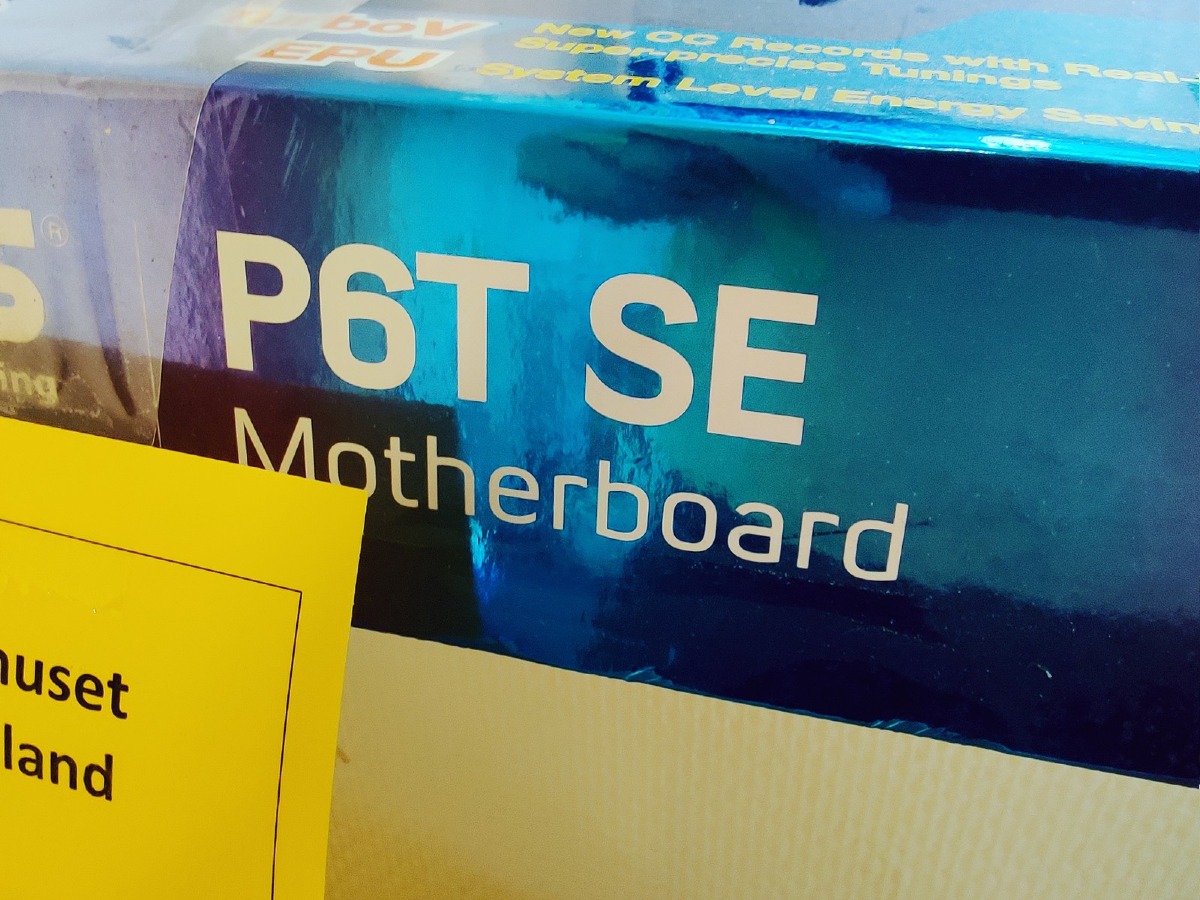 TurboV
EPU
New OC Records with Real-
Super-precise Tunings
System Level Energy Savin
S®
ing
P6T SE
Motherboard
huset
land